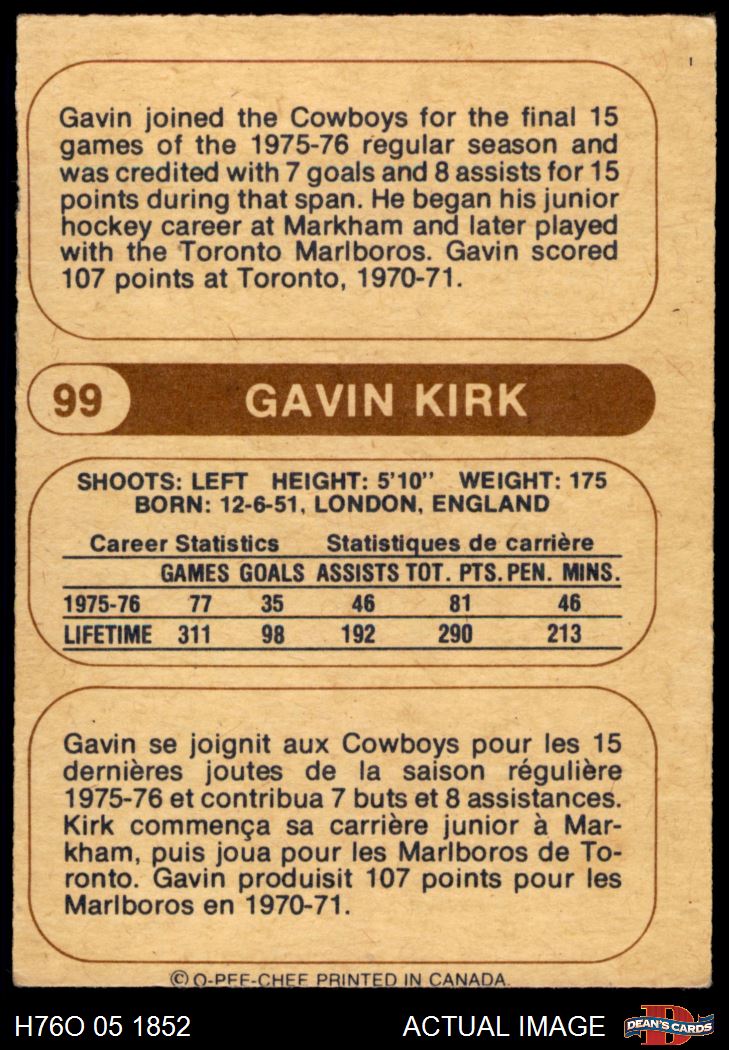 Gavin joined the Cowboys for the final 15
games of the 1975-76 regular season and
was credited with 7 goals and 8 assists for 15
points during that span. He began his junior
hockey career at Markham and later played
with the Toronto Marlboros. Gavin scored
107 points at Toronto, 1970-71.
99 GAVIN KIRK
SHOOTS: LEFT HEIGHT: 5'10'' WEIGHT: 175
BORN: 12-6-51, LONDON, ENGLAND
Career Statistics Statistiques de carrière
GAMES GOALS ASSISTS TOT. PTS. PEN. MINS.
1975-76 77 35 46 81 46
LIFETIME 311 98 192 290 213
Gavin se joignit aux Cowboys pour les 15
dernières joutes de la saison régulière
1975-76 et contribua 7 buts et 8 assistances.
Kirk commença sa carrière junior à Mar-
kham, puis joua pour les Marlboros de To-
ronto. Gavin produisit 107 points pour les
Marlboros en 1970-71.
© O-PEE-CHEE PRINTED IN CANADA.
H76O 05 1852 ACTUAL IMAGE D DEAN'S CARDS